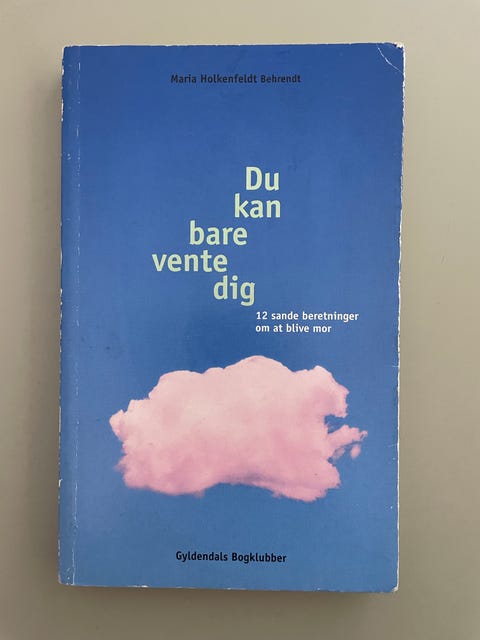 Maria Holkenfeldt Behrendt
Du
kan
bare
vente
dig
12 sande beretninger
om at blive mor
Gyldendals Bogklubber